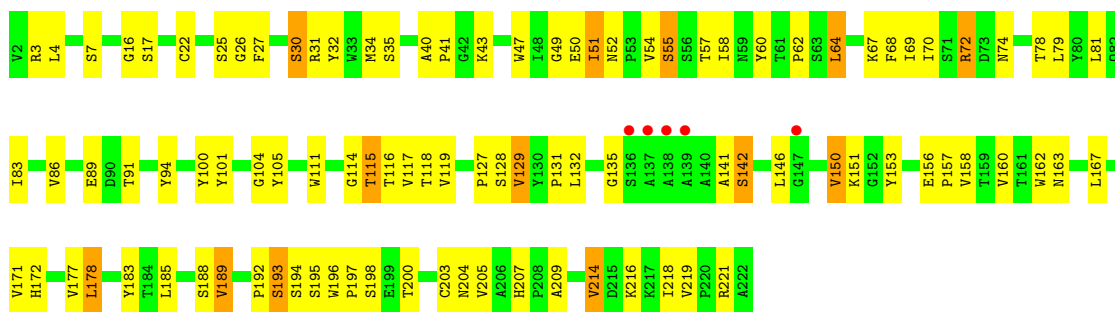 V2 R3 L4 S7 G16 S17 C22 S25 G26 F27 S30 R31 Y32 W33 M34 S35 A40 P41 G42 K43 W47 I48 G49 E50 I51 N52 P53 V54 S55 S56 T57 I58 N59 Y60 T61 P62 S63 L64 K67 F68 I69 I70 S71 R72 D73 N74 T78 L79 Y80 L81
I83 V86 E89 D90 T91 Y94 Y100 Y101 G104 Y105 W111 G114 T115 T116 V117 T118 V119 P127 S128 V129 Y130 P131 L132 G135 S136 A137 A138 A139 A140 A141 S142 L146 G147 V150 K151 G152 Y153 E156 P157 V158 T159 V160 T161 W162 N163 L167
V171 H172 V177 L178 Y183 T184 L185 S188 V189 P192 S193 S194 S195 W196 P197 S198 E199 T200 C203 N204 V205 A206 H207 P208 A209 V214 D215 K216 K217 I218 V219 P220 R221 A222